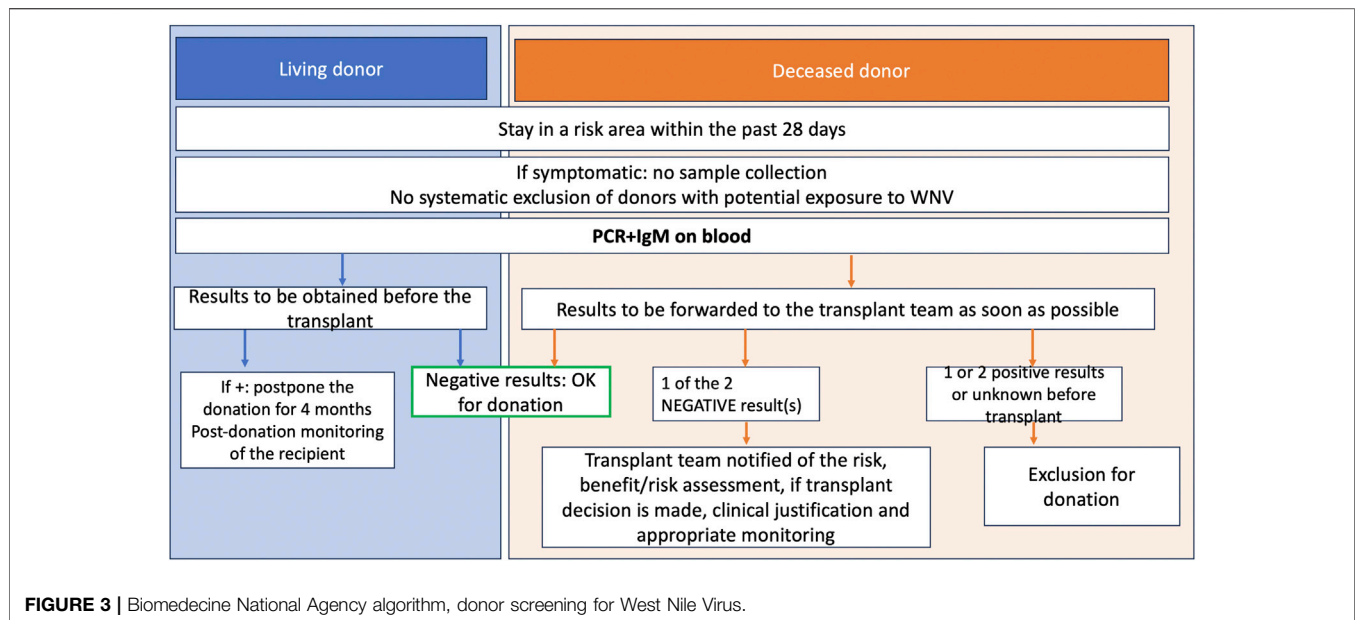 Living donor
Deceased donor
Stay in a risk area within the past 28 days
If symptomatic: no sample collection
No systematic exclusion of donors with potential exposure to WNV
PCR+IgM on blood
Results to be obtained before the
transplant
Results to be forwarded to the transplant team as soon as possible
If +: postpone the
donation for 4 months
Post-donation monitoring
of the recipient
Negative results: OK
for donation
1 of the 2
NEGATIVE result(s)
1 or 2 positive results
or unknown before
transplant
Transplant team notified of the risk,
benefit/risk assessment, if transplant
decision is made, clinical justification and
appropriate monitoring
Exclusion for
donation
FIGURE 3 | Biomedecine National Agency algorithm, donor screening for West Nile Virus.